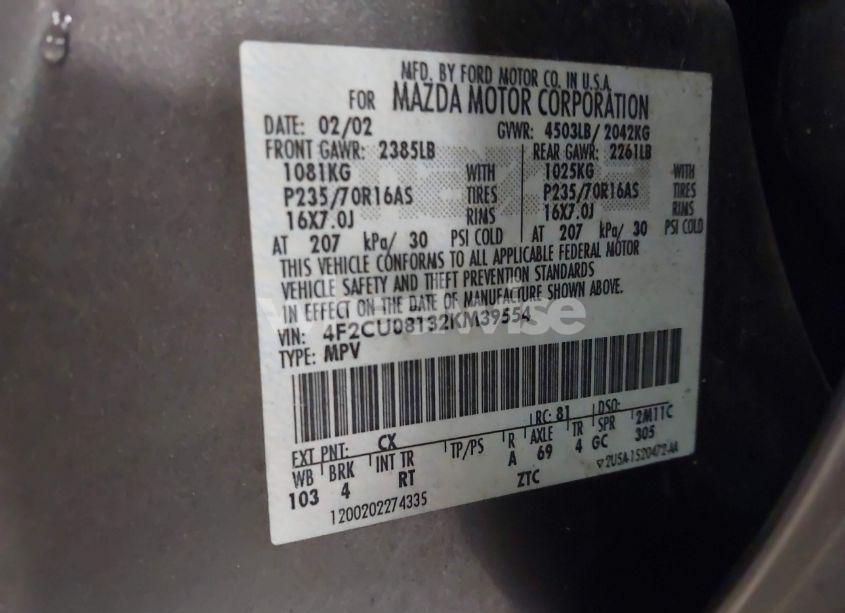 MFD. BY FORD MOTOR CO. IN U.S.A.
FOR MAZDA MOTOR CORPORATION
DATE: 02/02 GVWR: 4503LB/ 2042KG
FRONT GAWR: 2385LB REAR GAWR: 2261LB
1081KG WITH 1025KG WITH
P235/70R16AS TIRES P235/70R16AS TIRES
16X7.0J RIMS 16X7.0J RIMS
AT 207 kPa/ 30 PSI COLD AT 207 kPa/ 30 PSI COLD
THIS VEHICLE CONFORMS TO ALL APPLICABLE FEDERAL MOTOR
VEHICLE SAFETY AND THEFT PREVENTION STANDARDS
IN EFFECT ON THE DATE OF MANUFACTURE SHOWN ABOVE.
VIN: 4F2CU08132KM39554
TYPE: MPV
EXT PNT: CX RC: 81 DSO:
WB BRK INT TR TP/PS R AXLE TR SPR 2M11C
103 4 RT A 69 4 GC 305
1200202274335 ZTC 2U5A-1520472-AA